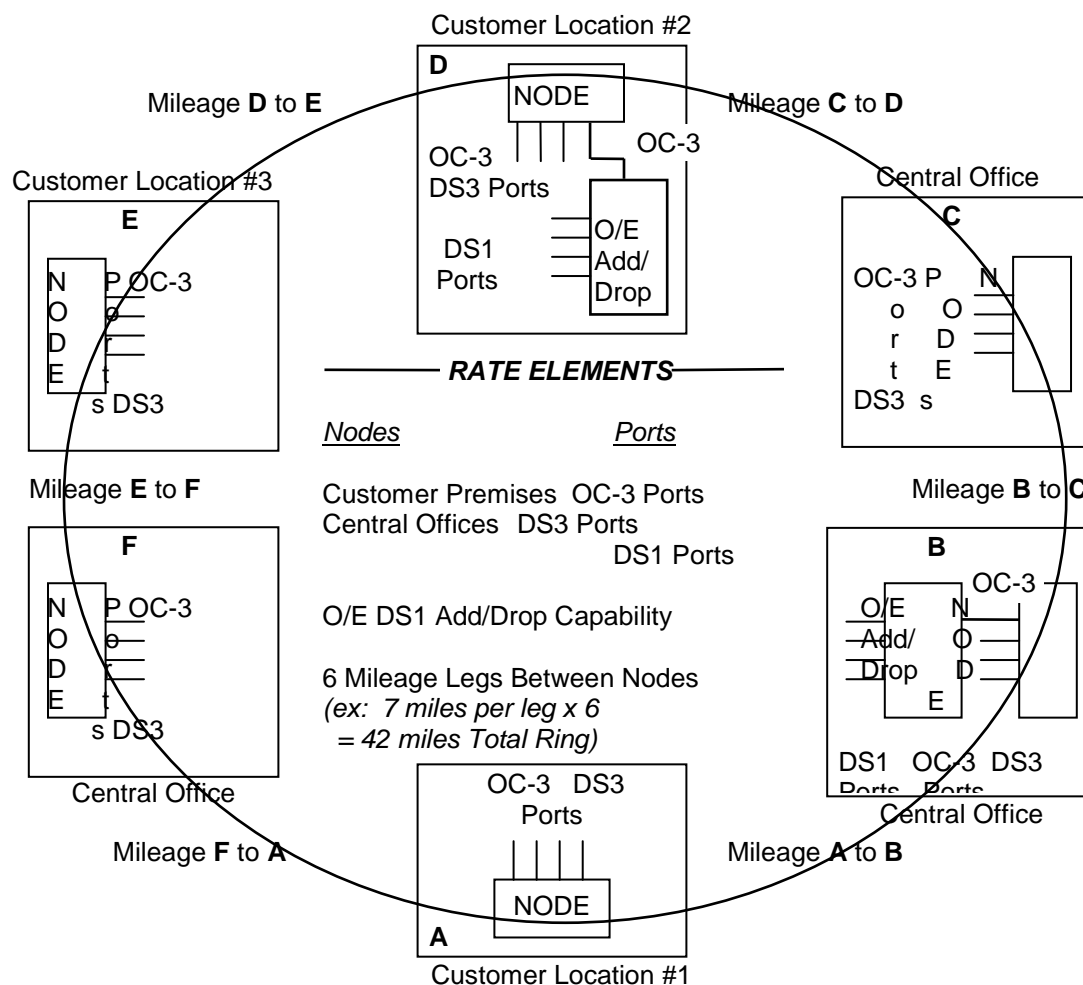 Customer Location #2
D
NODE
Mileage D to E
Mileage C to D
OC-3
OC-3
DS3 Ports
O/E
Add/
Drop
DS1
Ports
Customer Location #3
E
N P OC-3
O o
D r
E t
s DS3
Central Office
C
OC-3 P N
o O
r D
t E
DS3 s
RATE ELEMENTS
Nodes Ports
Customer Premises OC-3 Ports
Central Offices DS3 Ports
DS1 Ports
O/E DS1 Add/Drop Capability
6 Mileage Legs Between Nodes
(ex: 7 miles per leg x 6
= 42 miles Total Ring)
Mileage E to F
Mileage B to C
F
N P OC-3
O o
D r
E t
s DS3
Central Office
B
OC-3
O/E N
Add/ O
Drop D
E
DS1 OC-3 DS3
Ports Ports
Central Office
Mileage F to A
Mileage A to B
OC-3 DS3
Ports
NODE
A
Customer Location #1